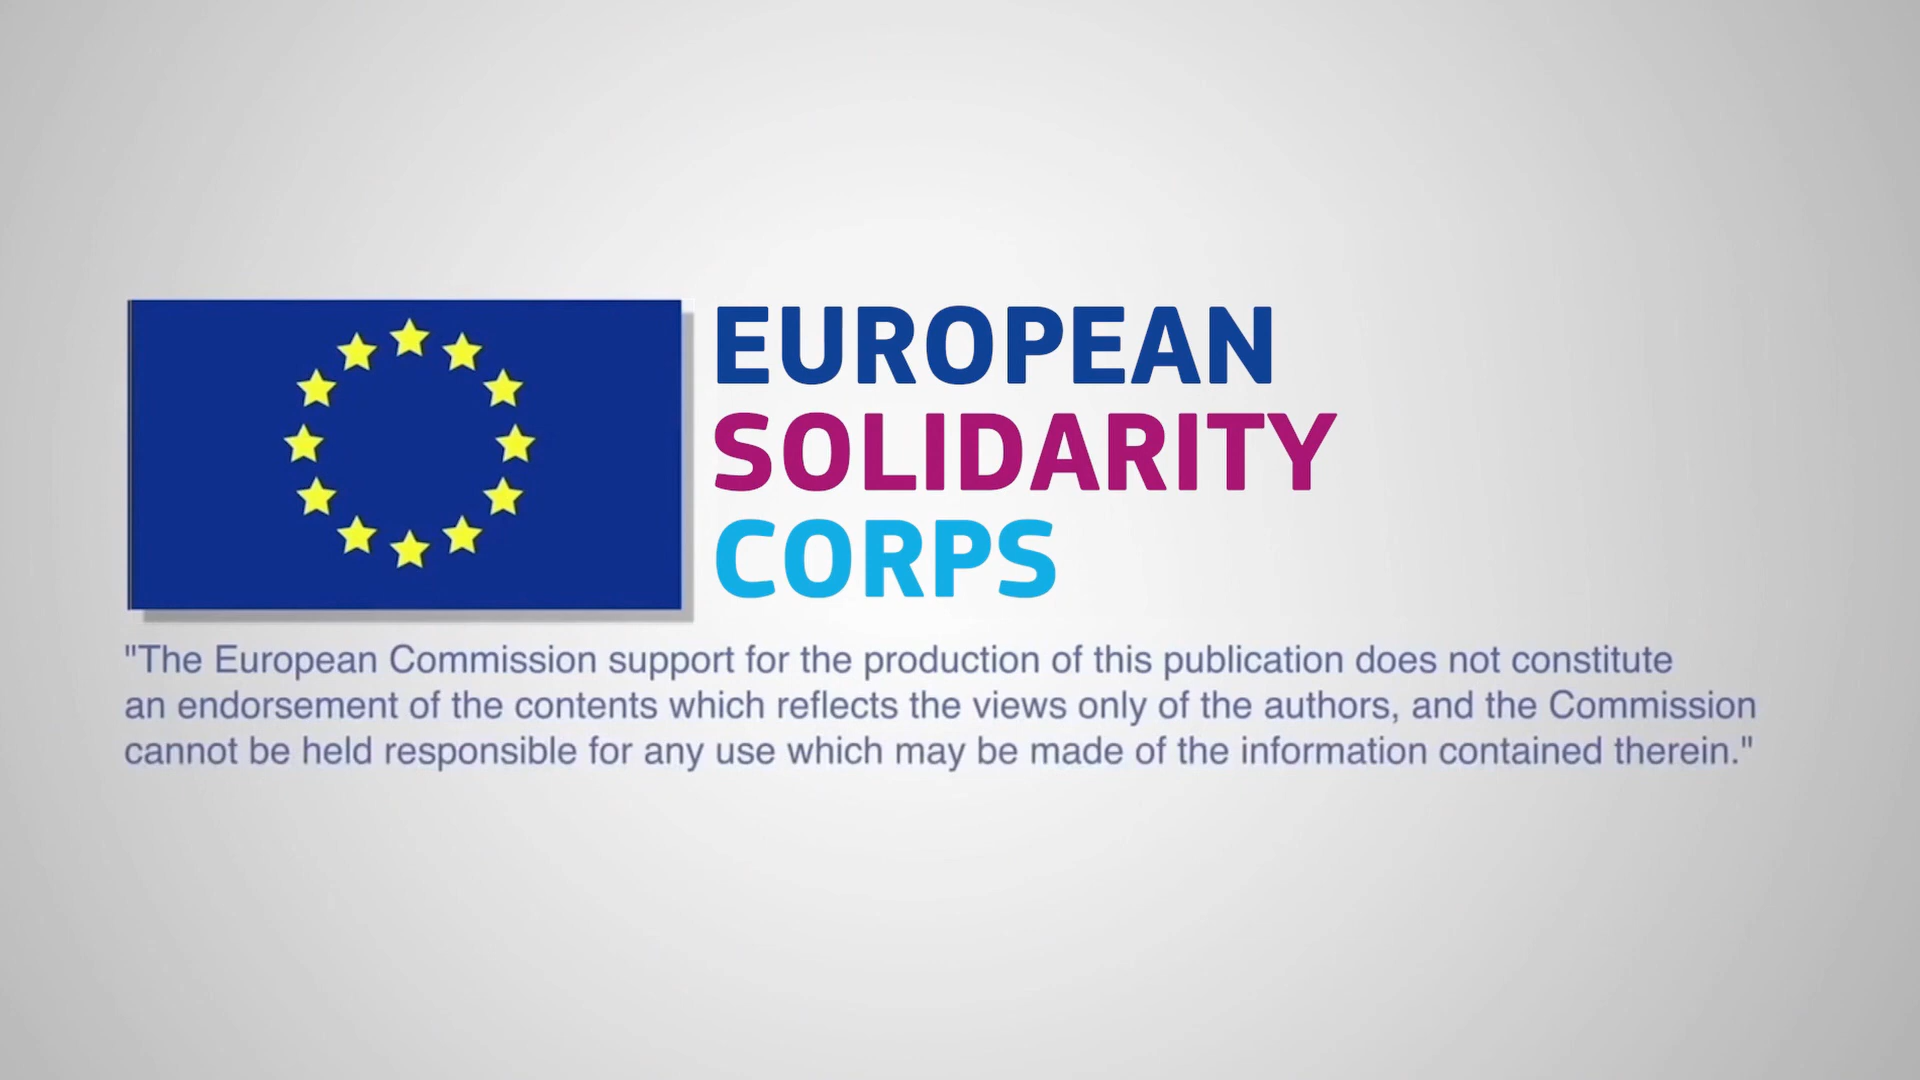 EUROPEAN
SOLIDARITY
CORPS
"The European Commission support for the production of this publication does not constitute
an endorsement of the contents which reflects the views only of the authors, and the Commission
cannot be held responsible for any use which may be made of the information contained therein."